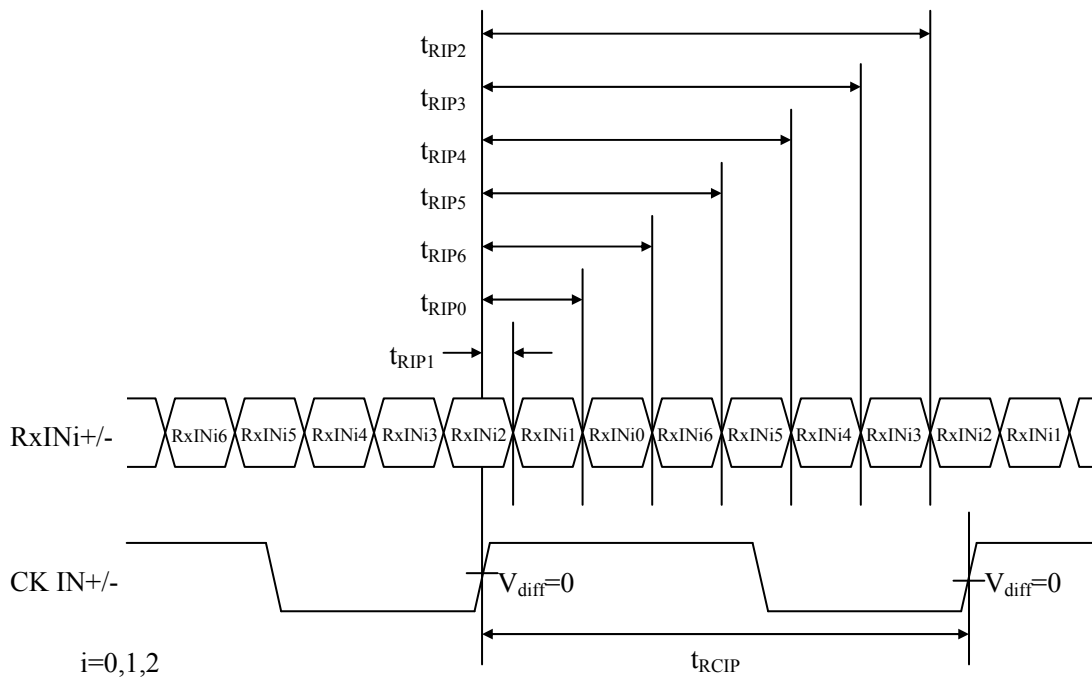 tRIP2
tRIP3
tRIP4
tRIP5
tRIP6
tRIP0
tRIP1
RxINi+/- RxINi6 RxINi5 RxINi4 RxINi3 RxINi2 RxINi1 RxINi0 RxINi6 RxINi5 RxINi4 RxINi3 RxINi2 RxINi1
CK IN+/- Vdiff=0 Vdiff=0
i=0,1,2 tRCIP